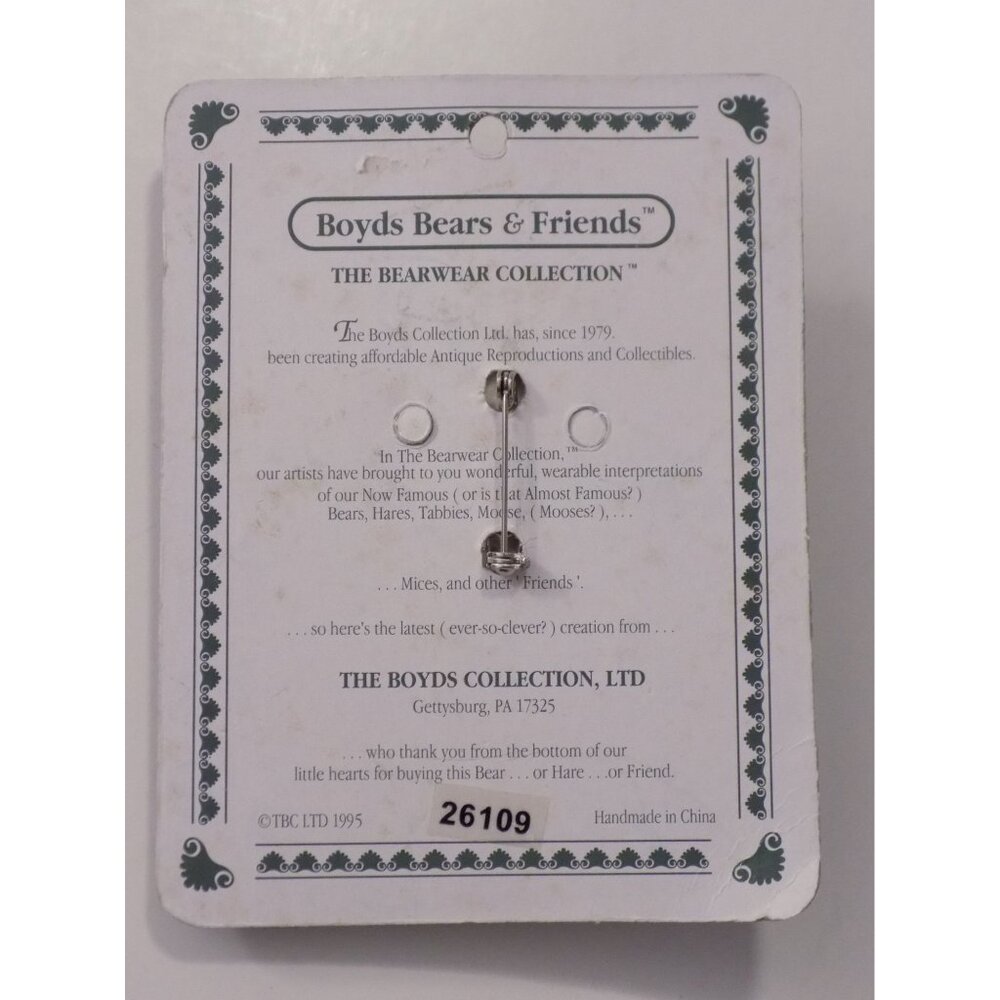 Boyds Bears & Friends™
THE BEARWEAR COLLECTION™
The Boyds Collection Ltd. has, since 1979.
been creating affordable Antique Reproductions and Collectibles.
In The Bearwear Collection,™
our artists have brought to you wonderful, wearable interpretations
of our Now Famous ( or is that Almost Famous? )
Bears, Hares, Tabbies, Moose, ( Mooses? ), . . .
. . . Mices, and other ' Friends '.
. . . so here's the latest ( ever-so-clever? ) creation from . . .
THE BOYDS COLLECTION, LTD
Gettysburg, PA 17325
. . . who thank you from the bottom of our
little hearts for buying this Bear . . . or Hare . . . or Friend.
©TBC LTD 1995 26109 Handmade in China